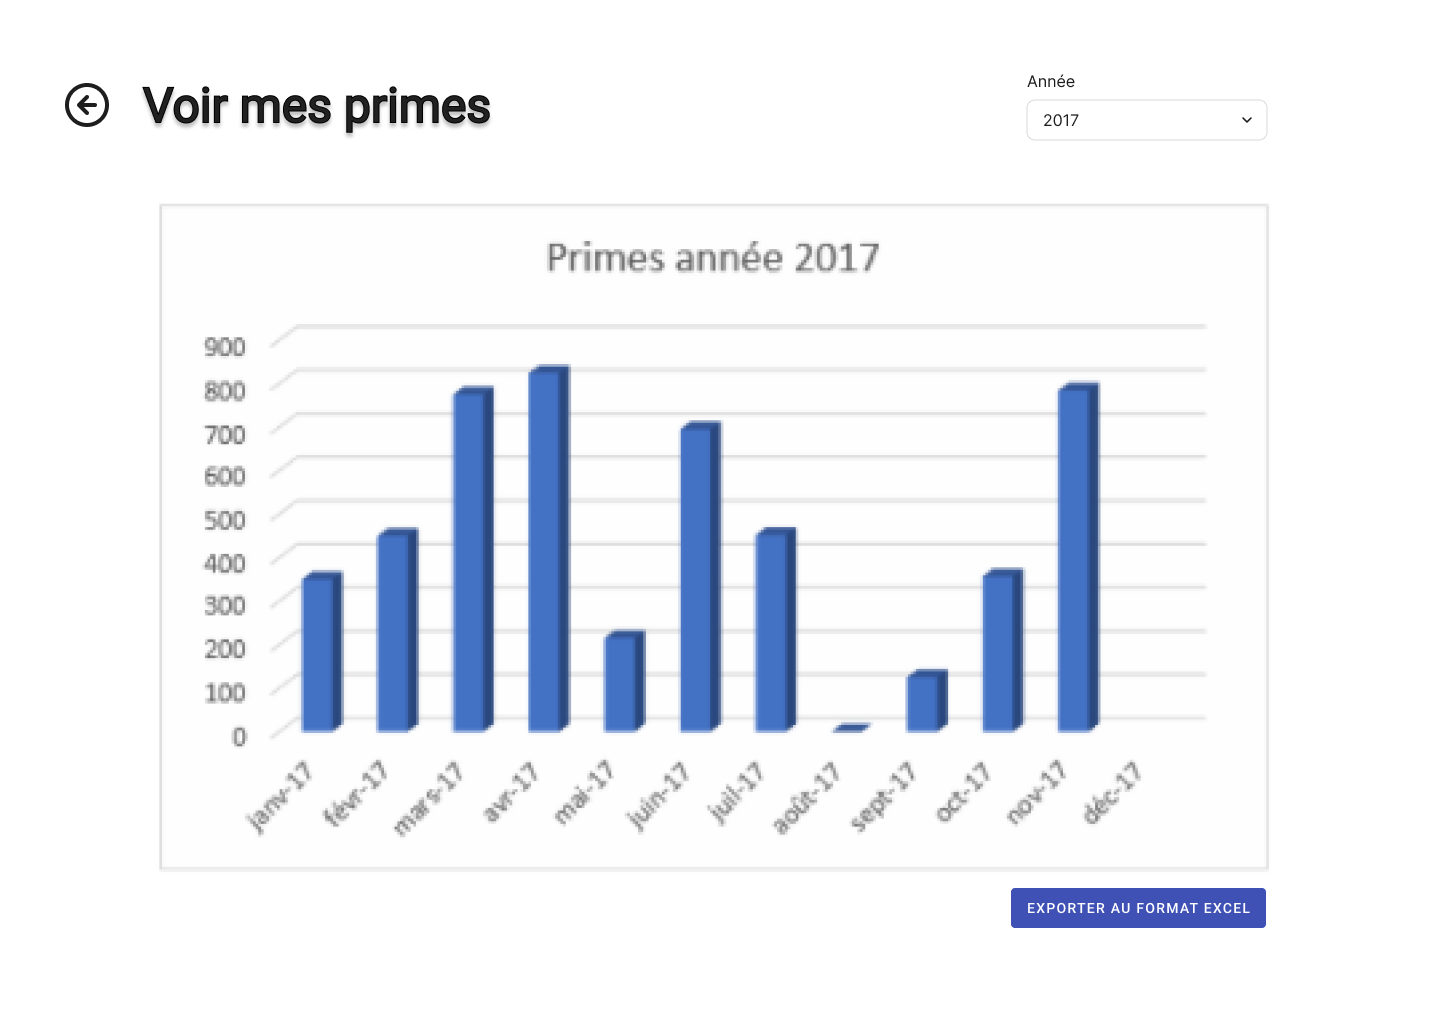 Voir mes primes
Année
2017
Primes année 2017
900
800
700
600
500
400
300
200
100
0
janv-17
févr-17
mars-17
avr-17
mai-17
juin-17
juil-17
août-17
sept-17
oct-17
nov-17
déc-17
EXPORTER AU FORMAT EXCEL